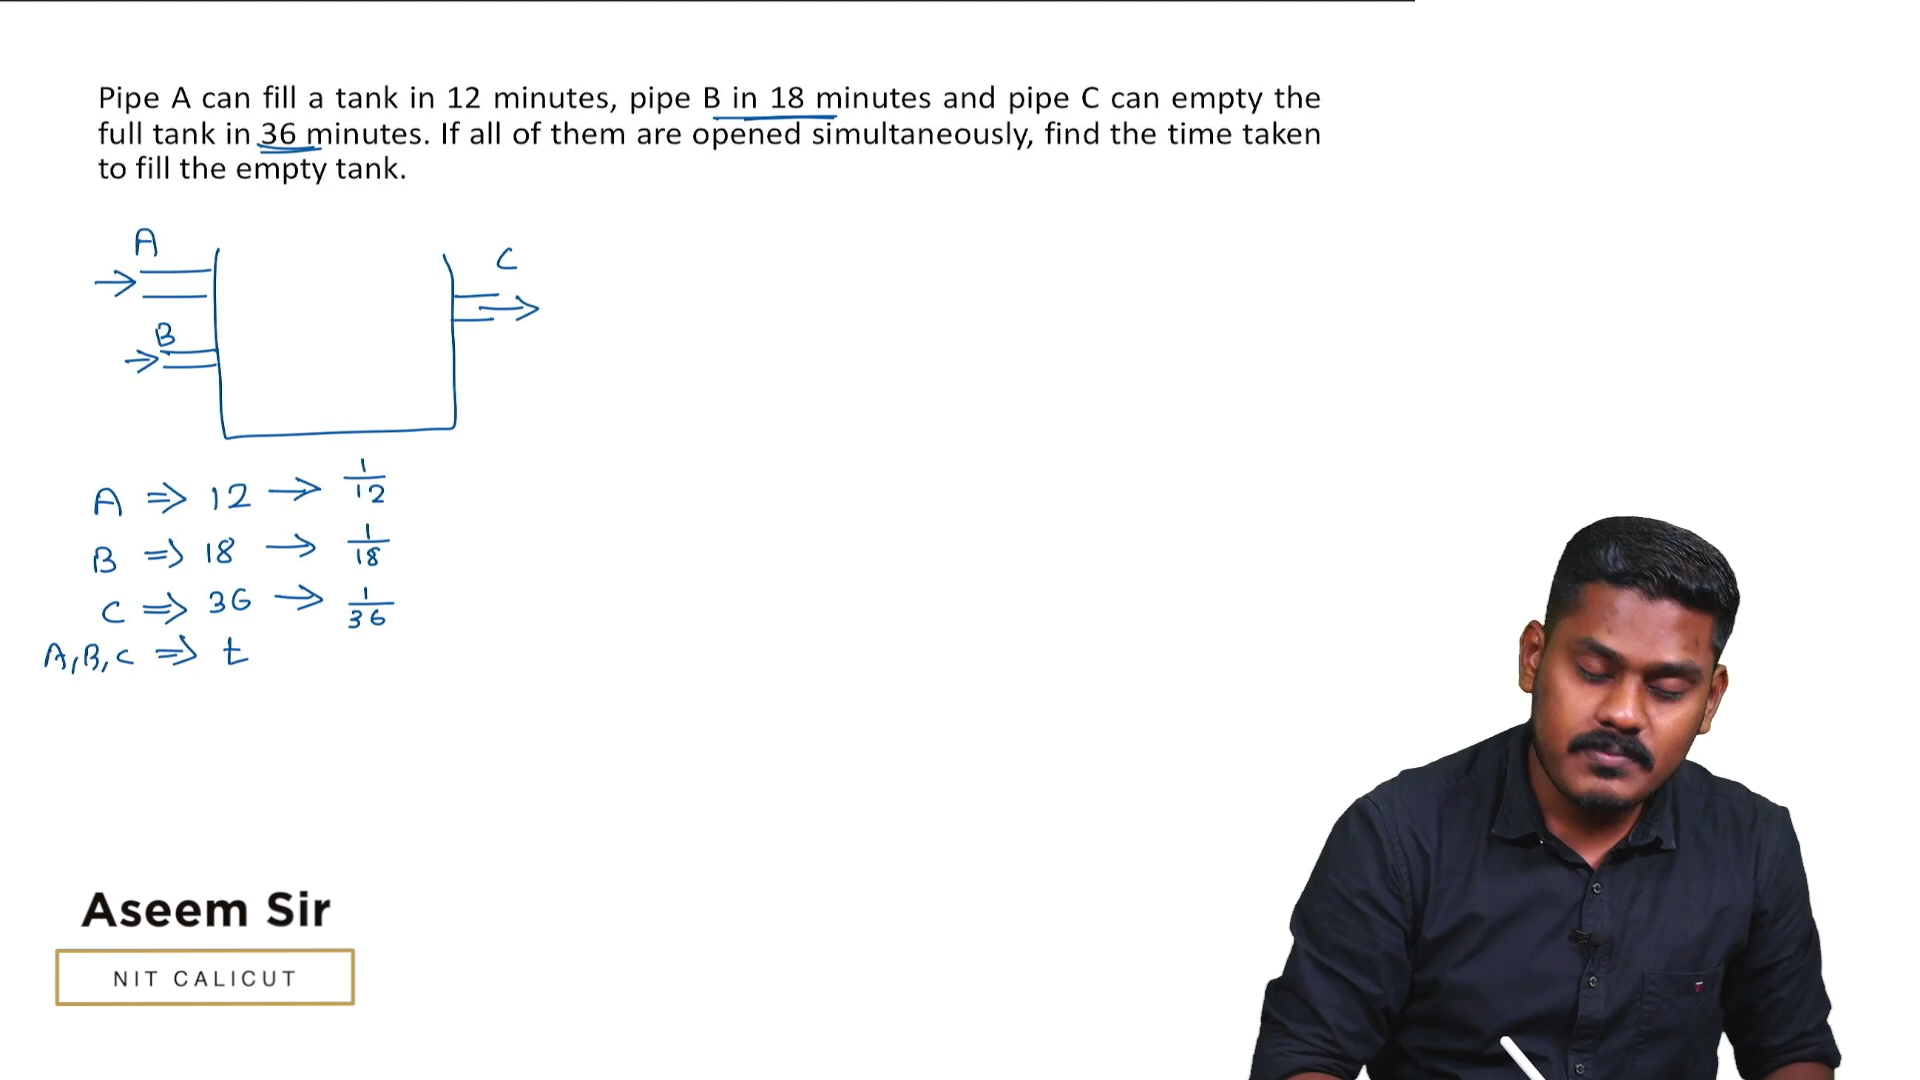 Pipe A can fill a tank in 12 minutes, pipe B in 18 minutes and pipe C can empty the
full tank in 36 minutes. If all of them are opened simultaneously, find the time taken
to fill the empty tank.
A
C
B
A ⇒ 12 → 1/12
B ⇒ 18 → 1/18
C ⇒ 36 → 1/36
A,B,C ⇒ t
Aseem Sir
NIT CALICUT